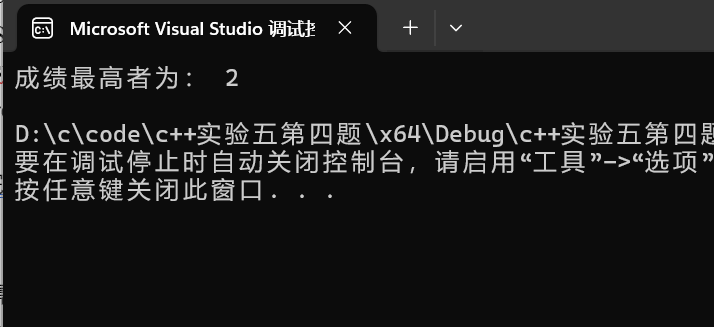 Microsoft Visual Studio 调试
成绩最高者为： 2
D:\c\code\c++实验五第四题\x64\Debug\c++实验五第四题
要在调试停止时自动关闭控制台，请启用“工具”->“选项”
按任意键关闭此窗口. . .